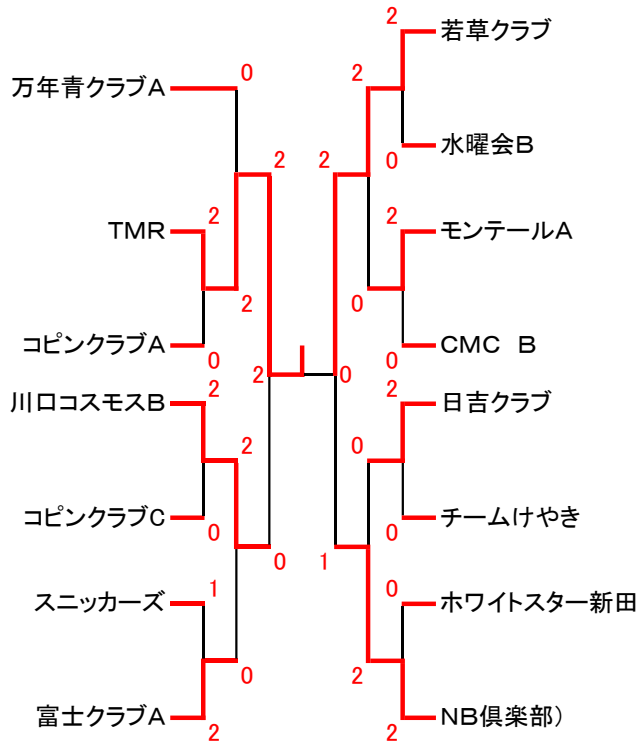 2
若草クラブ
0
2
万年青クラブA
2
2
0
水曜会B
2
TMR
2
モンテールA
2
0
コピンクラブA
0
0
CMC B
2
0
川口コスモスB
2
2
日吉クラブ
2
0
コピンクラブC
0
0
チームけやき
0
1
スニッカーズ
1
0
ホワイトスター新田
0
2
富士クラブA
2
2
NB倶楽部)